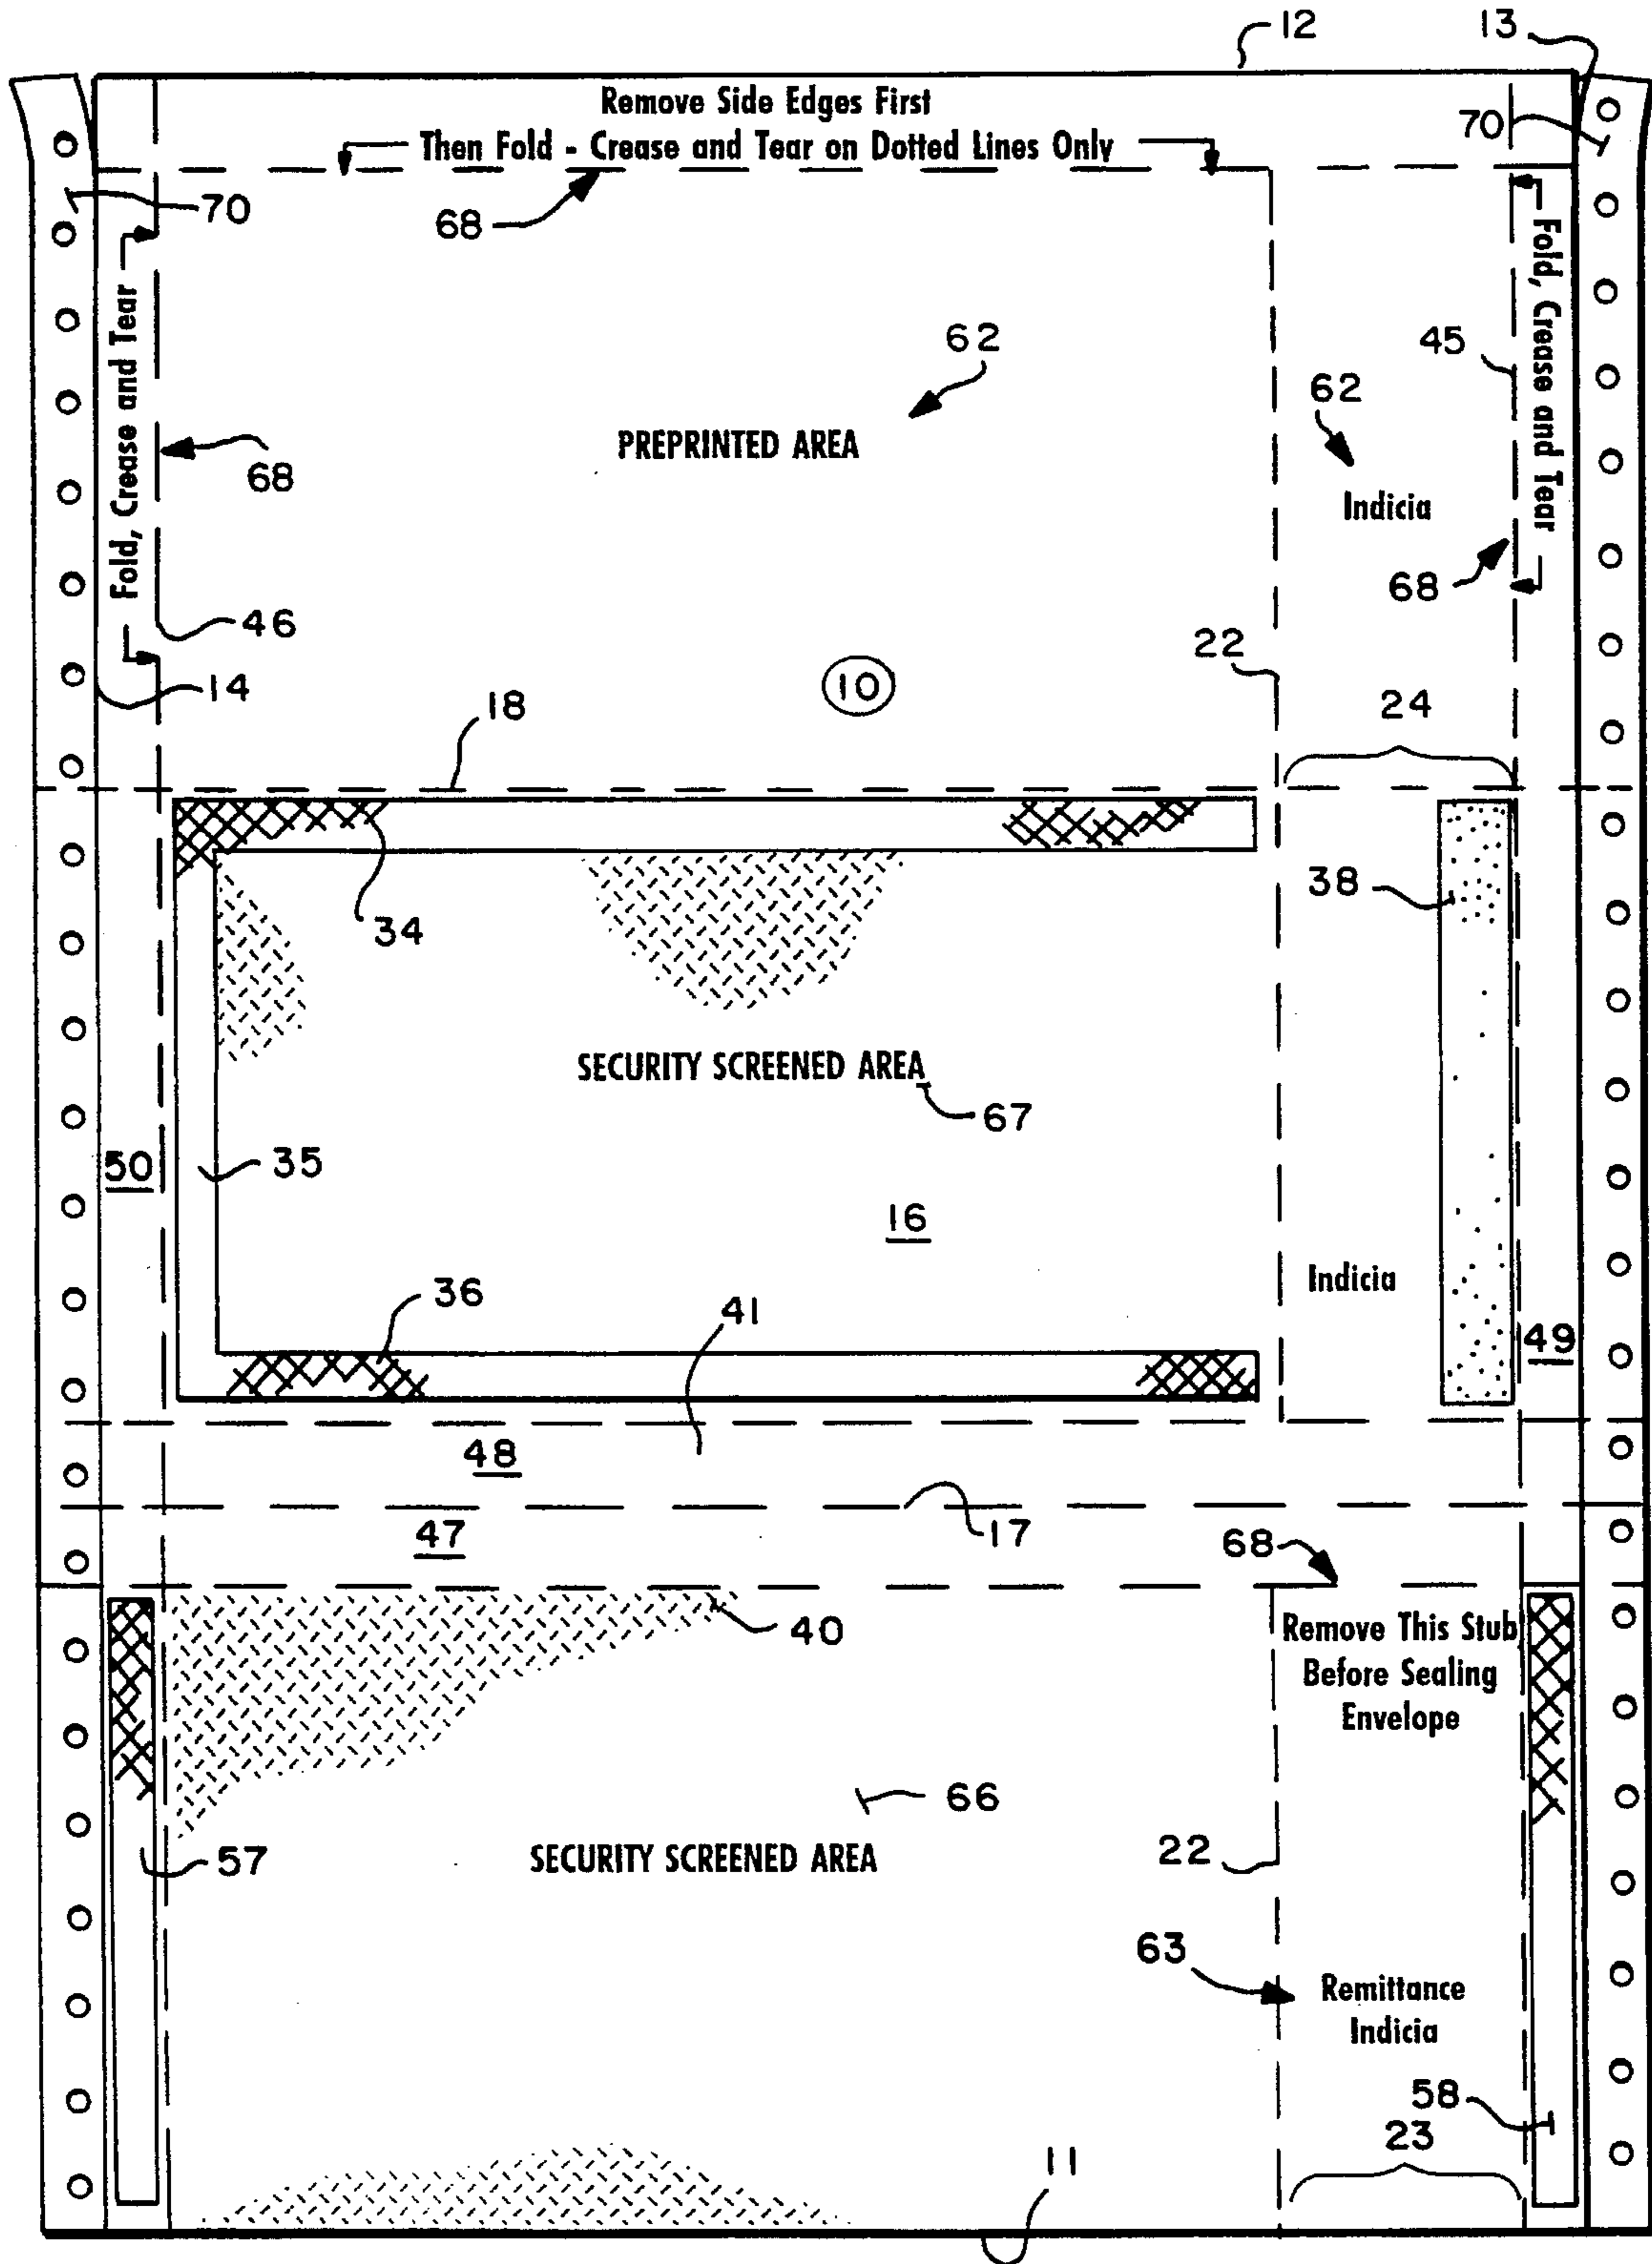 12
13
Remove Side Edges First
Then Fold - Crease and Tear on Dotted Lines Only
70
70
68
Fold, Crease and Tear
Fold, Crease and Tear
62
45
62
PREPRINTED AREA
68
Indicia
68
46
22
10
14
18
24
34
38
SECURITY SCREENED AREA
67
50
35
16
36
41
Indicia
49
48
47
17
68
40
Remove This Stub
Before Sealing
Envelope
66
57
SECURITY SCREENED AREA
22
63
Remittance
Indicia
58
23
11